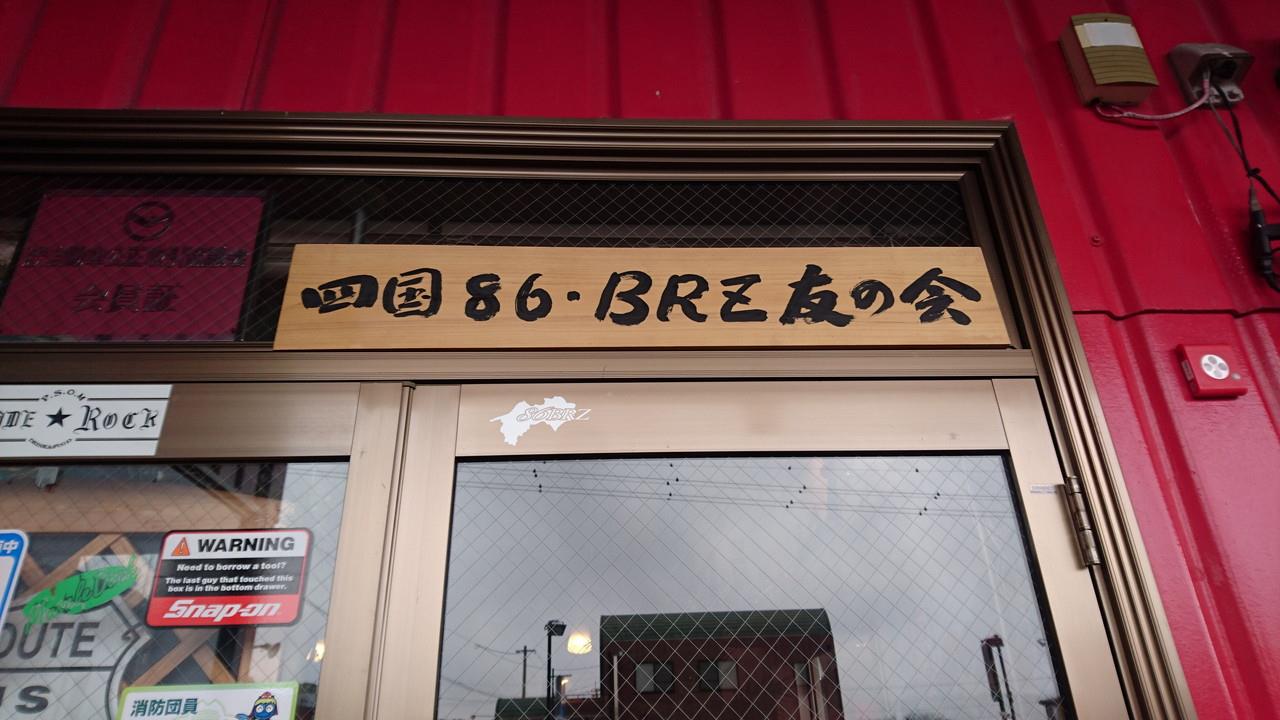 会員証
四国86・BRZ友の会
P.S.O.M
ROCK
86BRZ
WARNING
Need to borrow a tool?
The last guy that touched this
box is in the bottom drawer.
Snap-on
OUTE
消防団員